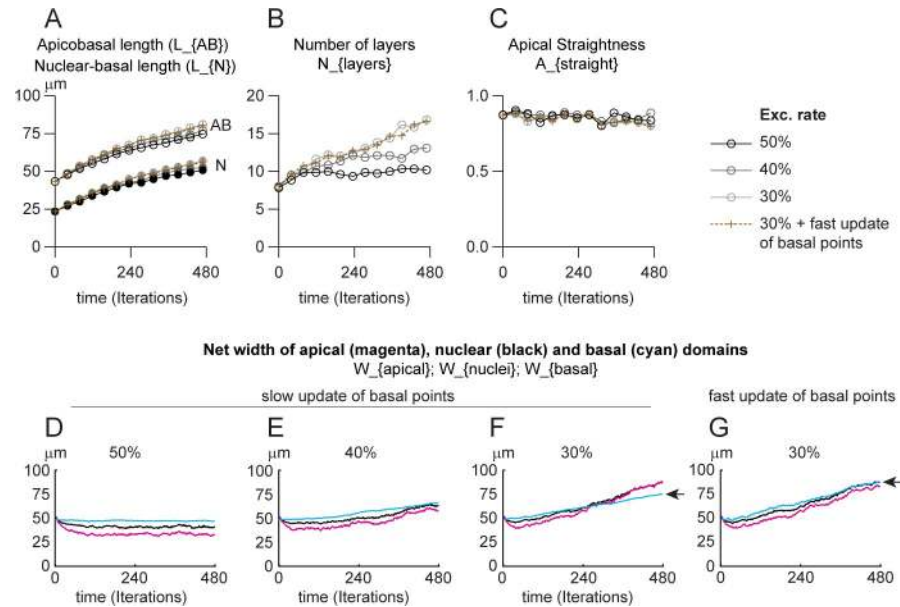 A
Apicobasal length (L_{AB})
Nuclear-basal length (L_{N})
μm
100
75
50
25
0
AB
N
0
240
480
time (Iterations)
B
Number of layers
N_{layers}
20
15
10
5
0
0
240
480
time (Iterations)
C
Apical Straightness
A_{straight}
1.0
0.5
0.0
0
240
480
time (Iterations)
Exc. rate
50%
40%
30%
30% + fast update
of basal points
Net width of apical (magenta), nuclear (black) and basal (cyan) domains
W_{apical}; W_{nuclei}; W_{basal}
slow update of basal points
fast update of basal points
D
50%
μm
100
75
50
25
0
0
240
480
time (Iterations)
E
40%
μm
100
75
50
25
0
0
240
480
time (Iterations)
F
30%
μm
100
75
50
25
0
0
240
480
time (Iterations)
G
30%
μm
100
75
50
25
0
0
240
480
time (Iterations)